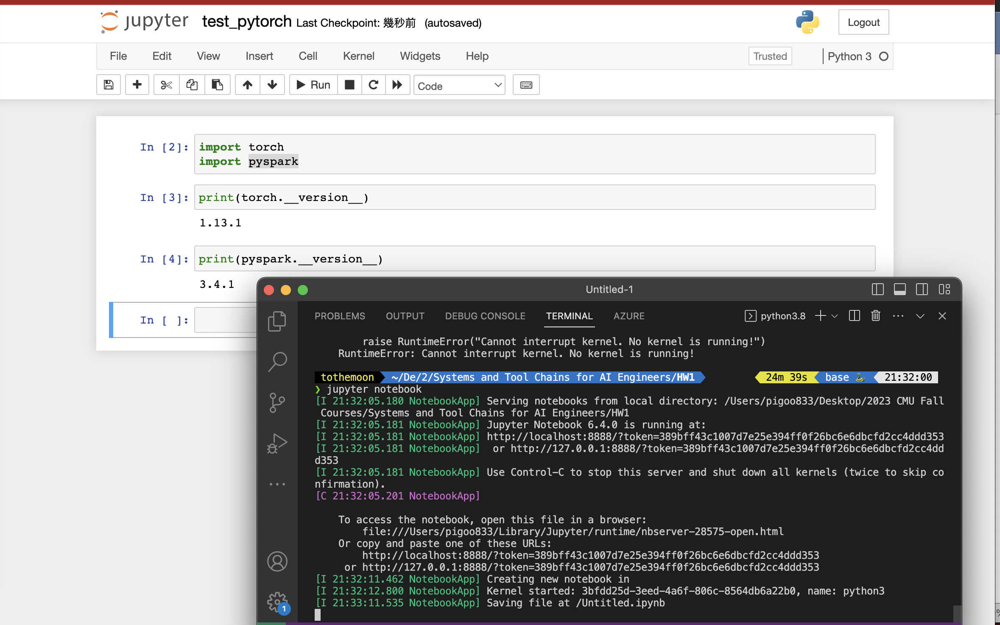 jupyter test_pytorch Last Checkpoint: 幾秒前 (autosaved)
Logout
File Edit View Insert Cell Kernel Widgets Help
Trusted
Python 3
Run
Code
In [2]: import torch
import pyspark
In [3]: print(torch.__version__)
1.13.1
In [4]: print(pyspark.__version__)
3.4.1
In [ ]:
Untitled-1
PROBLEMS OUTPUT DEBUG CONSOLE TERMINAL AZURE
python3.8
raise RuntimeError("Cannot interrupt kernel. No kernel is running!")
RuntimeError: Cannot interrupt kernel. No kernel is running!
tothemoon ~/De/2/Systems and Tool Chains for AI Engineers/HW1 24m 39s base 🐍 21:32:00
❯ jupyter notebook
[I 21:32:05.180 NotebookApp] Serving notebooks from local directory: /Users/pigoo833/Desktop/2023 CMU Fall
Courses/Systems and Tool Chains for AI Engineers/HW1
[I 21:32:05.181 NotebookApp] Jupyter Notebook 6.4.0 is running at:
[I 21:32:05.181 NotebookApp] http://localhost:8888/?token=389bff43c1007d7e25e394ff0f26bc6e6dbcfd2cc4ddd353
[I 21:32:05.181 NotebookApp]  or http://127.0.0.1:8888/?token=389bff43c1007d7e25e394ff0f26bc6e6dbcfd2cc4dd
d353
[I 21:32:05.181 NotebookApp] Use Control-C to stop this server and shut down all kernels (twice to skip co
nfirmation).
[C 21:32:05.201 NotebookApp]
To access the notebook, open this file in a browser:
file:///Users/pigoo833/Library/Jupyter/runtime/nbserver-28575-open.html
Or copy and paste one of these URLs:
http://localhost:8888/?token=389bff43c1007d7e25e394ff0f26bc6e6dbcfd2cc4ddd353
or http://127.0.0.1:8888/?token=389bff43c1007d7e25e394ff0f26bc6e6dbcfd2cc4ddd353
[I 21:32:11.462 NotebookApp] Creating new notebook in
[I 21:32:12.800 NotebookApp] Kernel started: 3bfdd25d-3eed-4a6f-806c-8564db6a22b0, name: python3
[I 21:33:11.535 NotebookApp] Saving file at /Untitled.ipynb
1